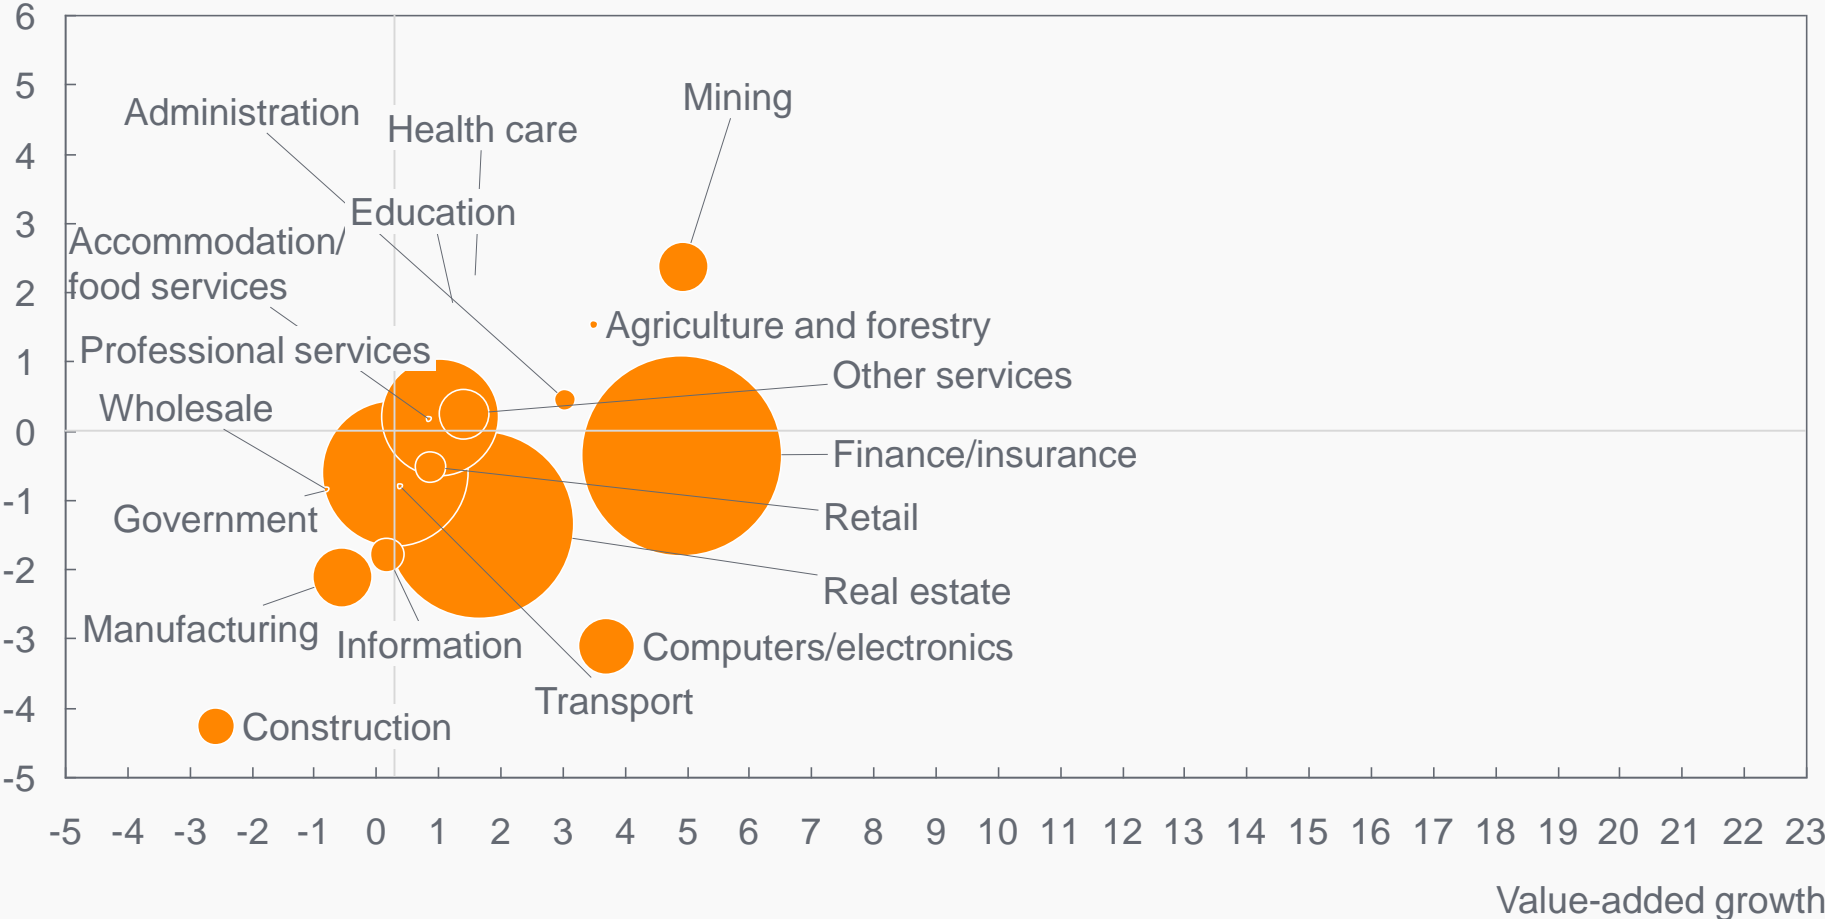 6
5
4
3
2
1
0
-1
-2
-3
-4
-5
Administration
Health care
Mining
Education
Accommodation/
food services
Agriculture and forestry
Professional services
Other services
Wholesale
Finance/insurance
Government
Retail
Real estate
Manufacturing
Information
Computers/electronics
Transport
Construction
-5 -4 -3 -2 -1 0 1 2 3 4 5 6 7 8 9 10 11 12 13 14 15 16 17 18 19 20 21 22 23
Value-added growth